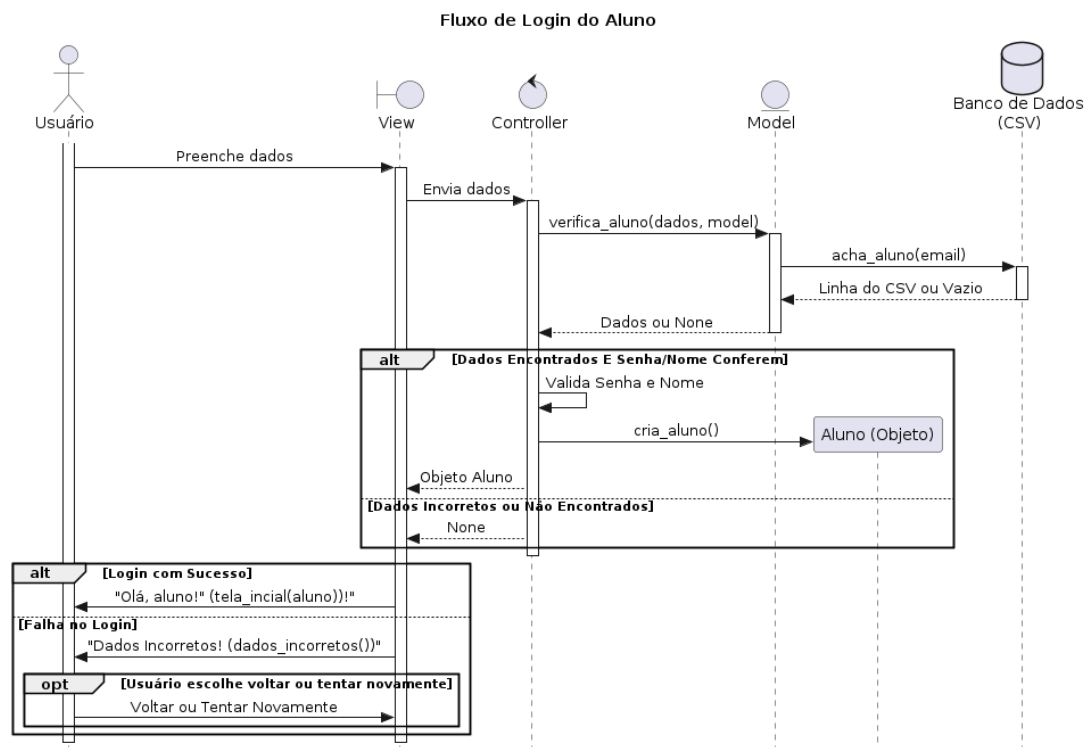 Fluxo de Login do Aluno
Usuário
View
Controller
Model
Banco de Dados
(CSV)
Preenche dados
Envia dados
verifica_aluno(dados, model)
acha_aluno(email)
Linha do CSV ou Vazio
Dados ou None
alt
[Dados Encontrados E Senha/Nome Conferem]
Valida Senha e Nome
cria_aluno()
Aluno (Objeto)
Objeto Aluno
[Dados Incorretos ou Não Encontrados]
None
alt
[Login com Sucesso]
"Olá, aluno!" (tela_incial(aluno))!"
[Falha no Login]
"Dados Incorretos! (dados_incorretos())"
opt
[Usuário escolhe voltar ou tentar novamente]
Voltar ou Tentar Novamente